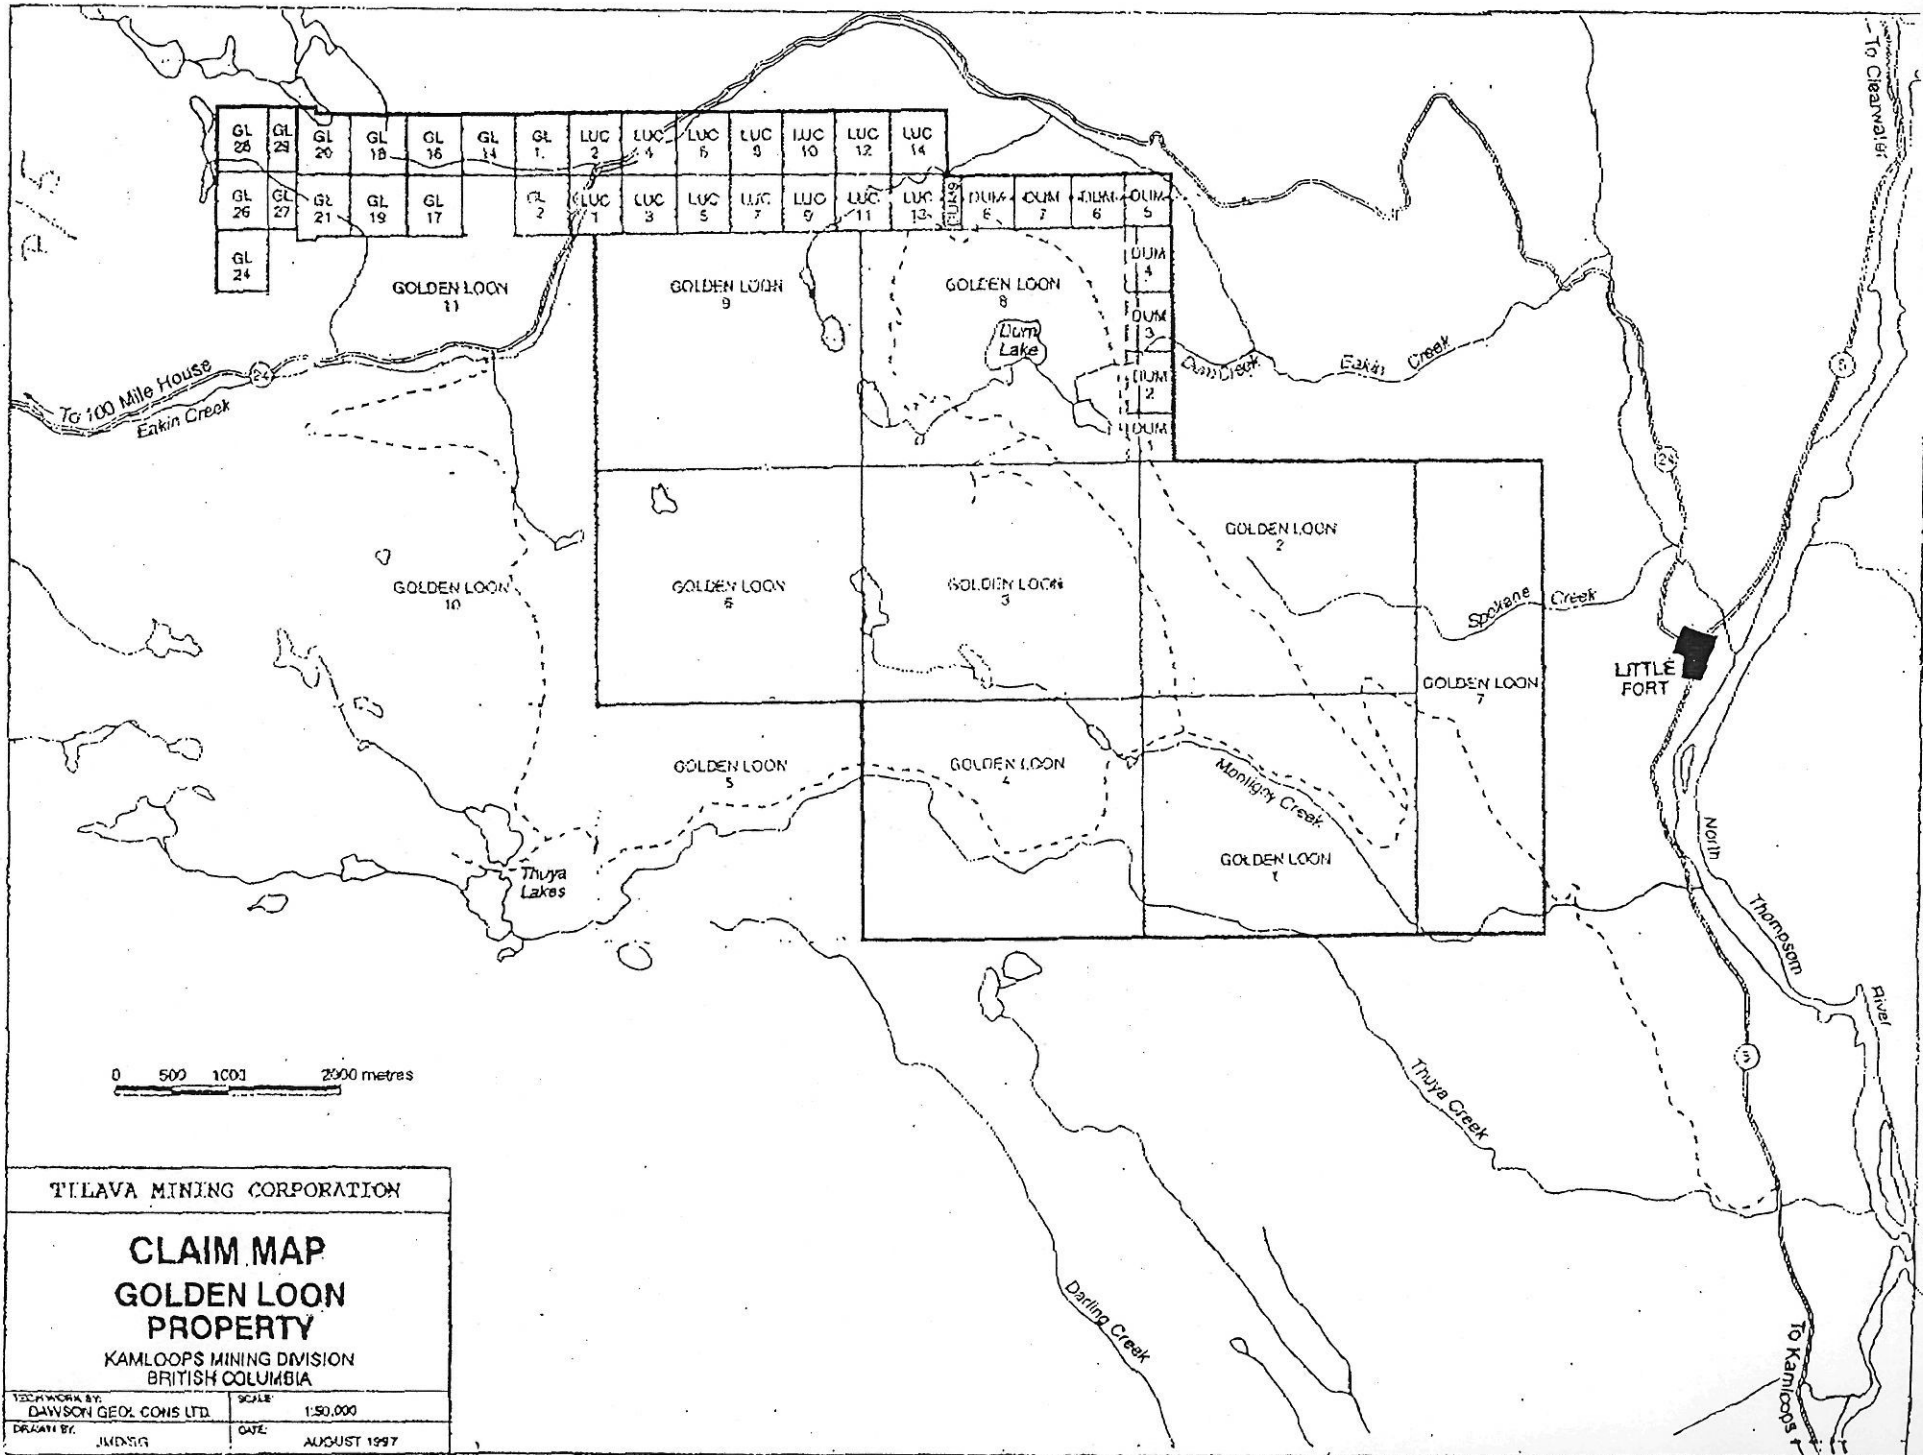 To Clearwater
GL 28
GL 29
GL 20
GL 18
GL 16
GL 14
GL 1
LUC 2
LUC 4
LUC 6
LUC 8
LUC 10
LUC 12
LUC 14
GL 26
GL 27
GL 21
GL 19
GL 17
GL 2
LUC 1
LUC 3
LUC 5
LUC 7
LUC 9
LUC 11
LUC 13
DUM 9
DUM 8
DUM 7
DUM 6
DUM 5
GL 24
DUM 4
DUM 3
DUM 2
DUM 1
GOLDEN LOON
11
GOLDEN LOON
9
GOLDEN LOON
8
Dum
Lake
Dum Creek
Eakin Creek
5
To 100 Mile House
24
Eakin Creek
24
GOLDEN LOON
2
GOLDEN LOON
10
GOLDEN LOON
6
GOLDEN LOON
3
Spokane Creek
LITTLE
FORT
GOLDEN LOON
7
GOLDEN LOON
5
GOLDEN LOON
4
Montigny Creek
GOLDEN LOON
1
Thuya
Lakes
North
Thompsom
River
5
Thuya Creek
Darling Creek
To Kamloops
0 500 1000 2000 metres
TILAVA MINING CORPORATION
CLAIM MAP
GOLDEN LOON
PROPERTY
KAMLOOPS MINING DIVISION
BRITISH COLUMBIA
TECH WORK BY:
DAWSON GEOL CONS LTD.
SCALE:
1:50,000
DRAWN BY:
DATE:
AUGUST 1997